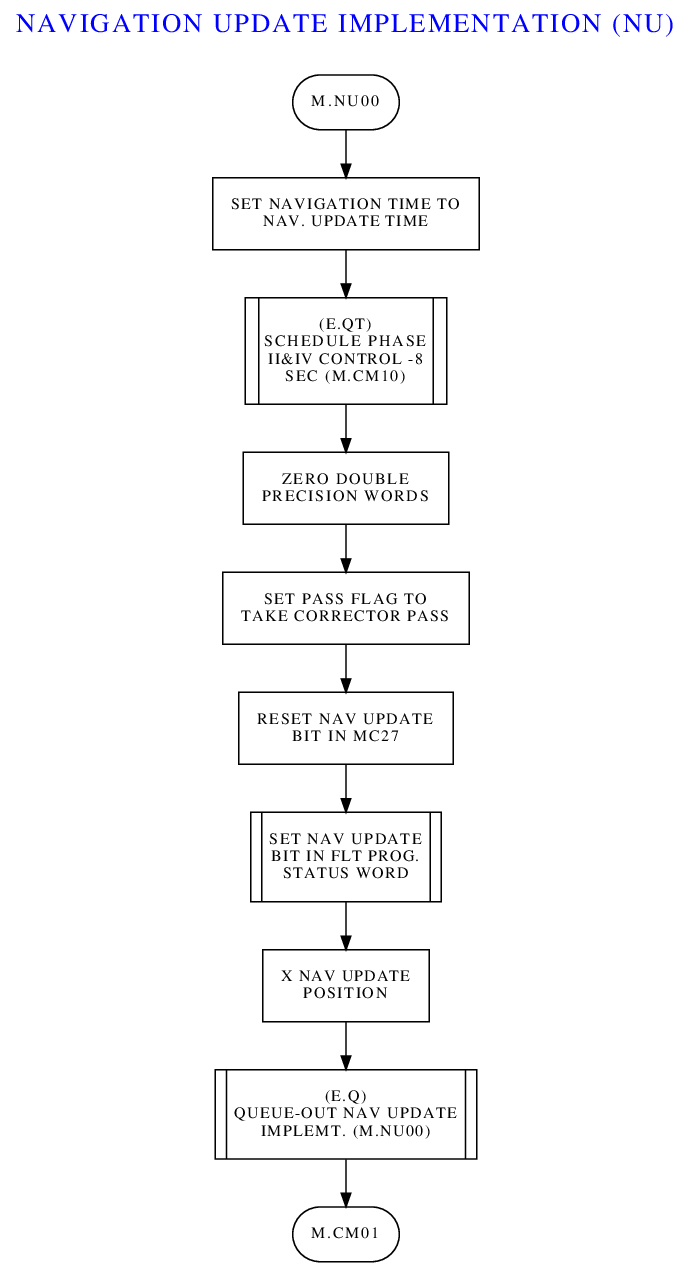 NAVIGATION UPDATE IMPLEMENTATION (NU)
M.NU00
SET NAVIGATION TIME TO
NAV. UPDATE TIME
(E.QT)
SCHEDULE PHASE
II&IV CONTROL -8
SEC (M.CM10)
ZERO DOUBLE
PRECISION WORDS
SET PASS FLAG TO
TAKE CORRECTOR PASS
RESET NAV UPDATE
BIT IN MC27
SET NAV UPDATE
BIT IN FLT PROG.
STATUS WORD
X NAV UPDATE
POSITION
(E.Q)
QUEUE-OUT NAV UPDATE
IMPLEMT. (M.NU00)
M.CM01